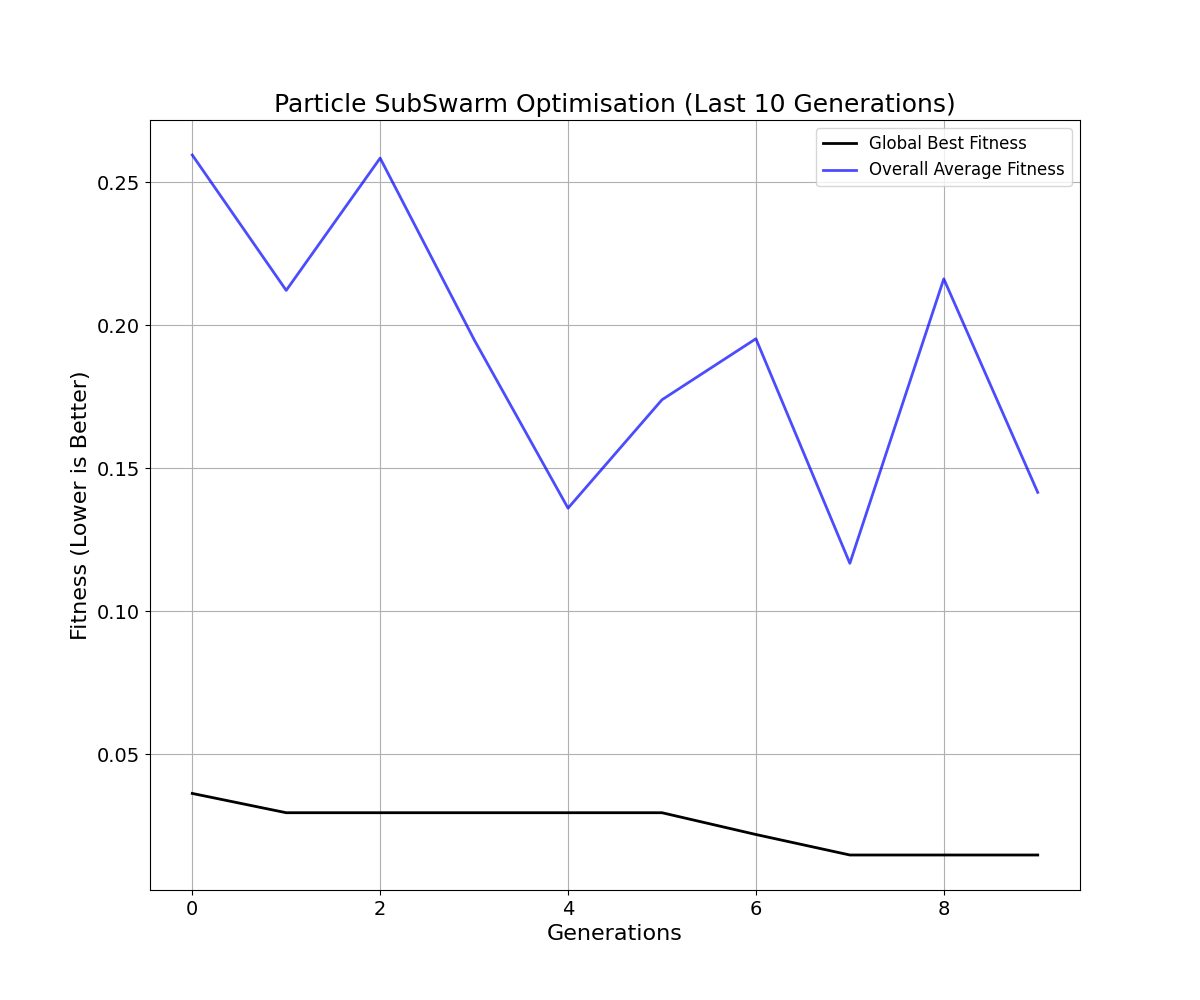 Particle SubSwarm Optimisation (Last 10 Generations)
Global Best Fitness
Overall Average Fitness
0.25
0.20
0.15
0.10
0.05
Fitness (Lower is Better)
0 2 4 6 8
Generations